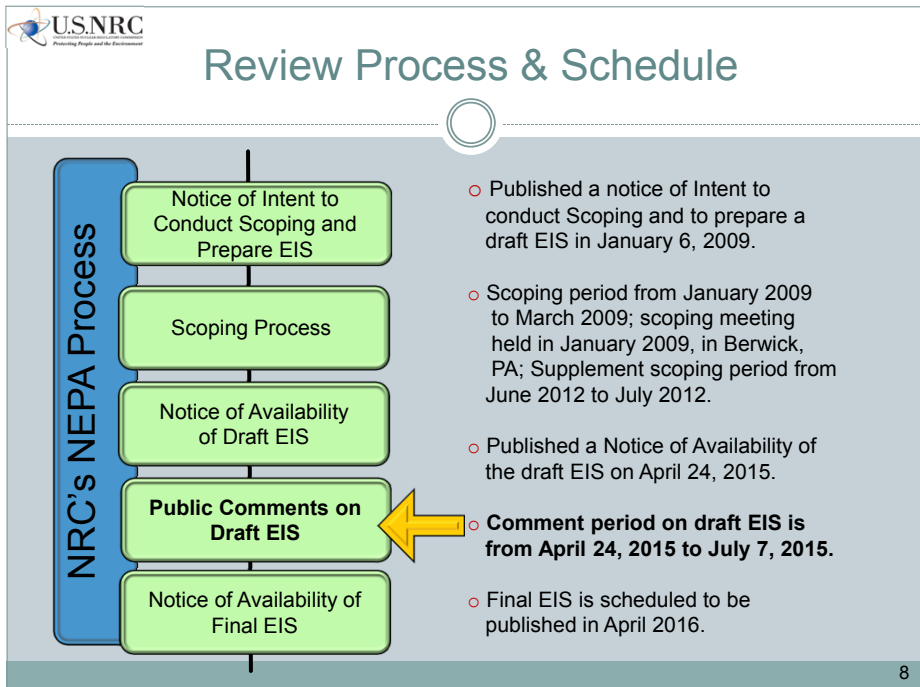 U.S.NRC
UNITED STATES NUCLEAR REGULATORY COMMISSION
Protecting People and the Environment
Review Process & Schedule
NRC's NEPA Process
Notice of Intent to
Conduct Scoping and
Prepare EIS
Scoping Process
Notice of Availability
of Draft EIS
Public Comments on
Draft EIS
Notice of Availability of
Final EIS
o Published a notice of Intent to
conduct Scoping and to prepare a
draft EIS in January 6, 2009.
o Scoping period from January 2009
to March 2009; scoping meeting
held in January 2009, in Berwick,
PA; Supplement scoping period from
June 2012 to July 2012.
o Published a Notice of Availability of
the draft EIS on April 24, 2015.
o Comment period on draft EIS is
from April 24, 2015 to July 7, 2015.
o Final EIS is scheduled to be
published in April 2016.
8